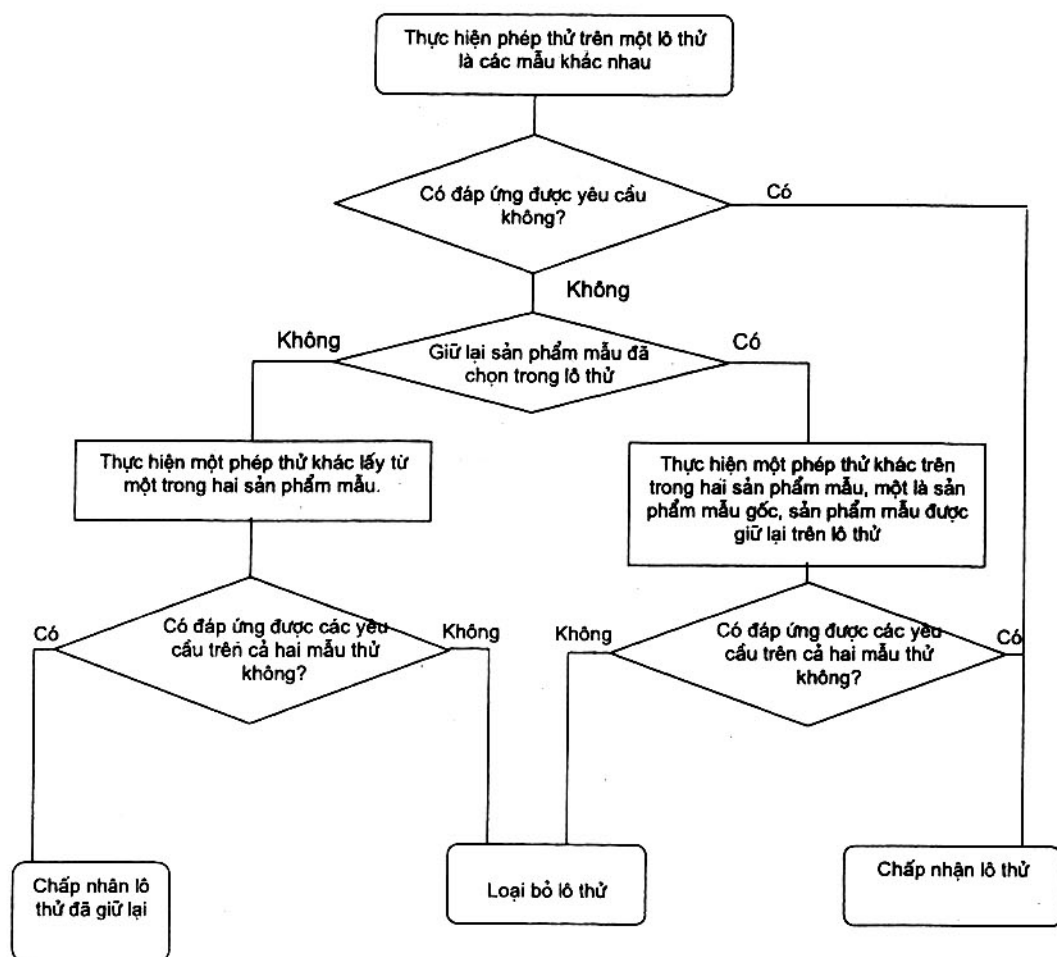 Thực hiện phép thử trên một lô thử
là các mẫu khác nhau
Có đáp ứng được yêu cầu
không?
Có
Không
Không
Giữ lại sản phẩm mẫu đã
chọn trong lô thử
Có
Thực hiện một phép thử khác lấy từ
một trong hai sản phẩm mẫu.
Thực hiện một phép thử khác trên
trong hai sản phẩm mẫu, một là sản
phẩm mẫu gốc, sản phẩm mẫu được
giữ lại trên lô thử
Có
Có đáp ứng được các yêu
cầu trên cả hai mẫu thử
không?
Không
Không
Có đáp ứng được các yêu
cầu trên cả hai mẫu thử
không?
Có
Chấp nhân lô
thử đã giữ lại
Loại bỏ lô thử
Chấp nhận lô thử